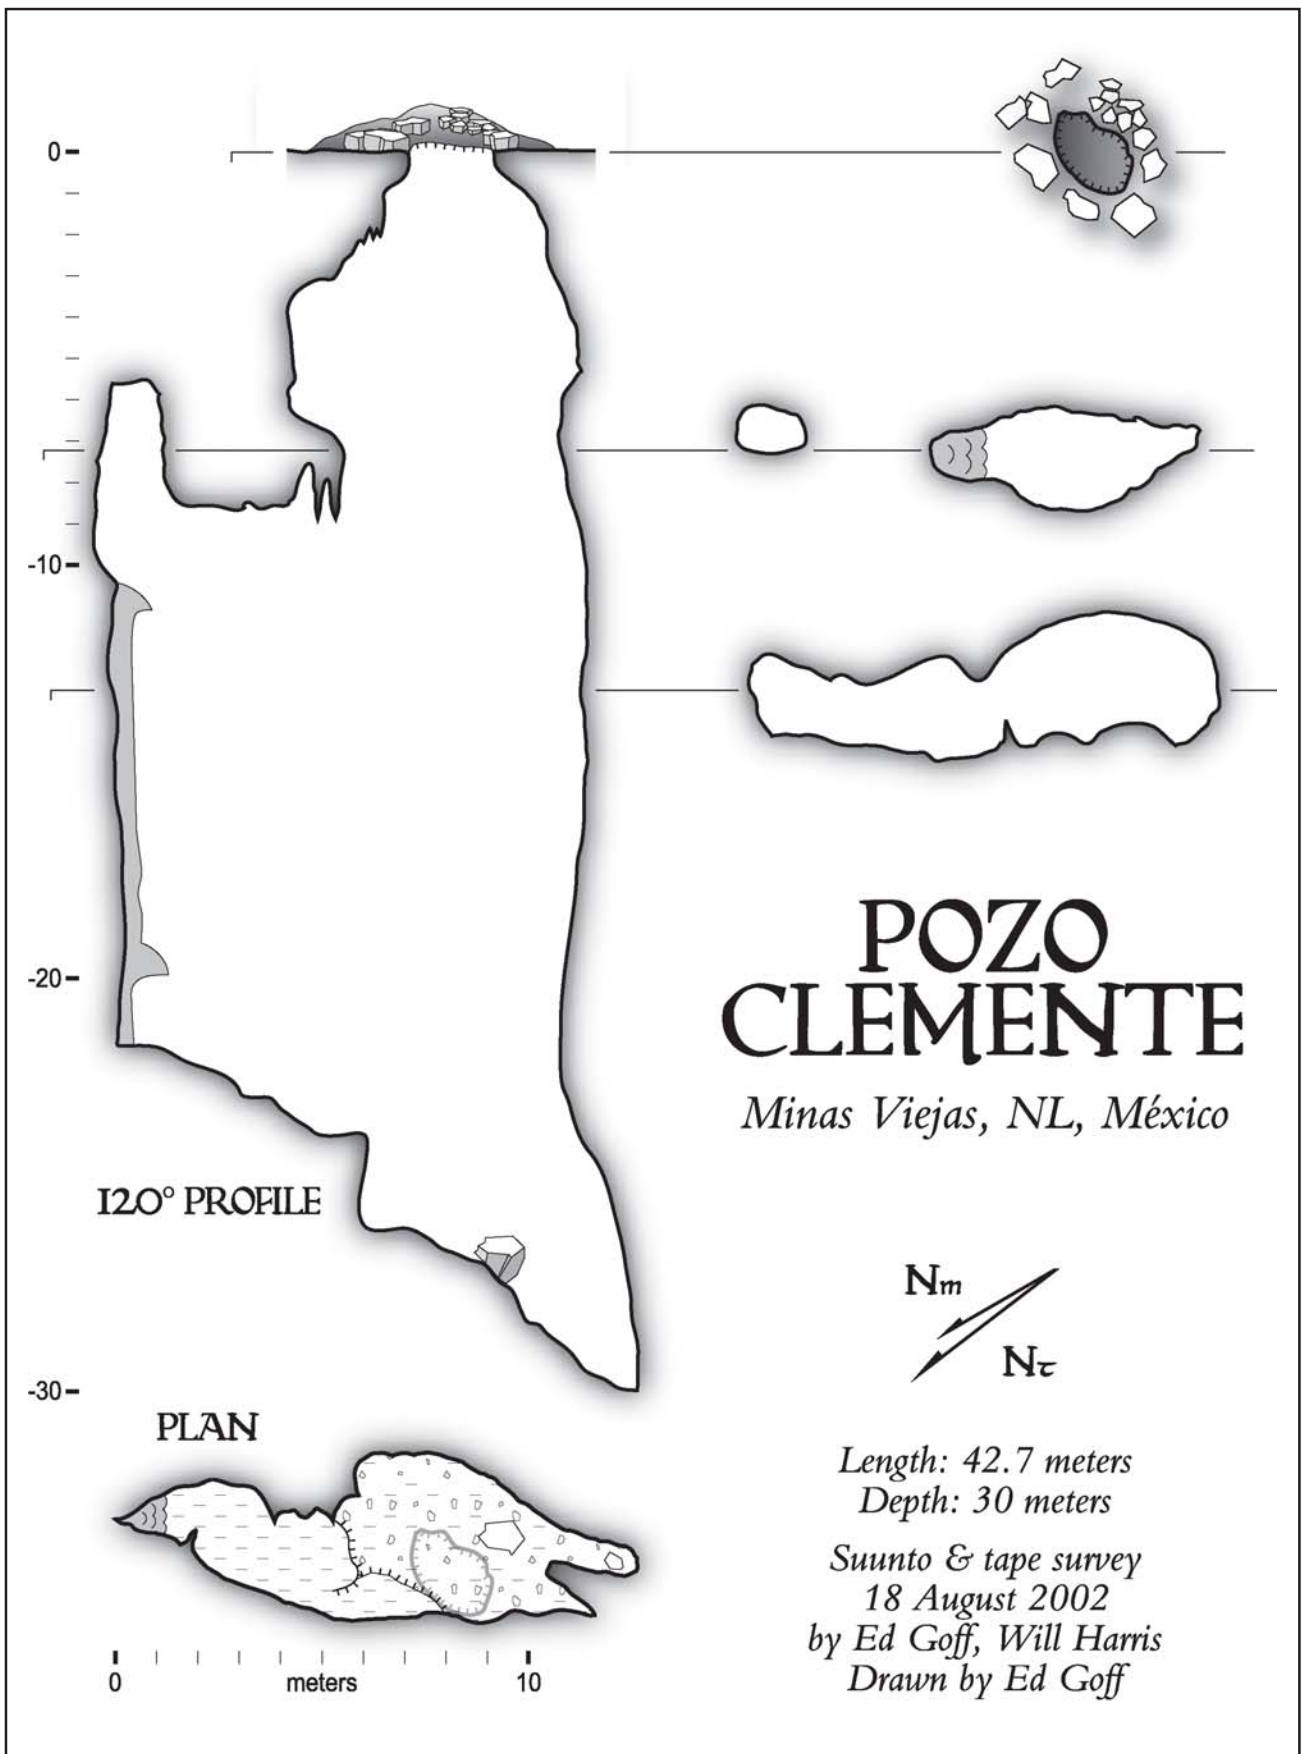 0
-10
-20
-30
120° PROFILE
PLAN
0
meters
10
POZO
CLEMENTE
Minas Viejas, NL, México
Nm
Nτ
Length: 42.7 meters
Depth: 30 meters
Suunto & tape survey
18 August 2002
by Ed Goff, Will Harris
Drawn by Ed Goff